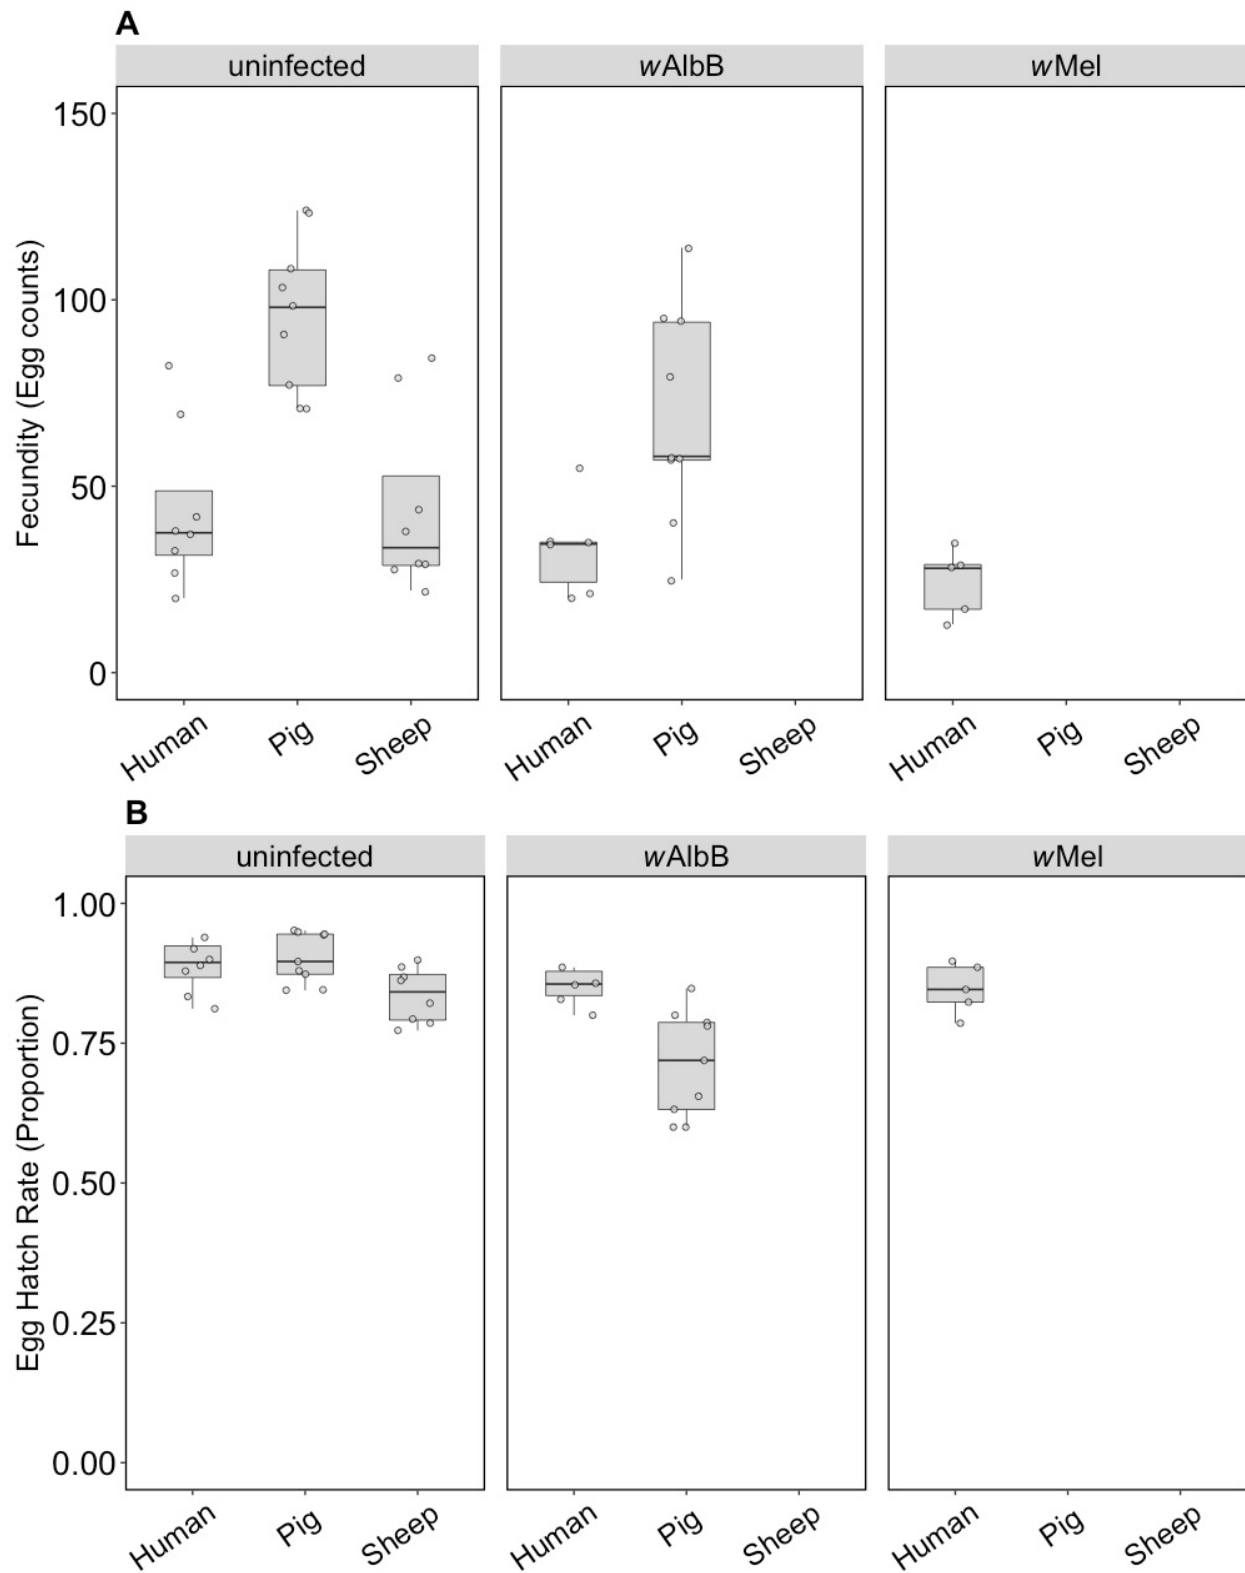 A
uninfected wAlbB wMel
150
100
50
0
Fecundity (Egg counts)
Human Pig Sheep Human Pig Sheep Human Pig Sheep
B
uninfected wAlbB wMel
1.00
0.75
0.50
0.25
0.00
Egg Hatch Rate (Proportion)
Human Pig Sheep Human Pig Sheep Human Pig Sheep